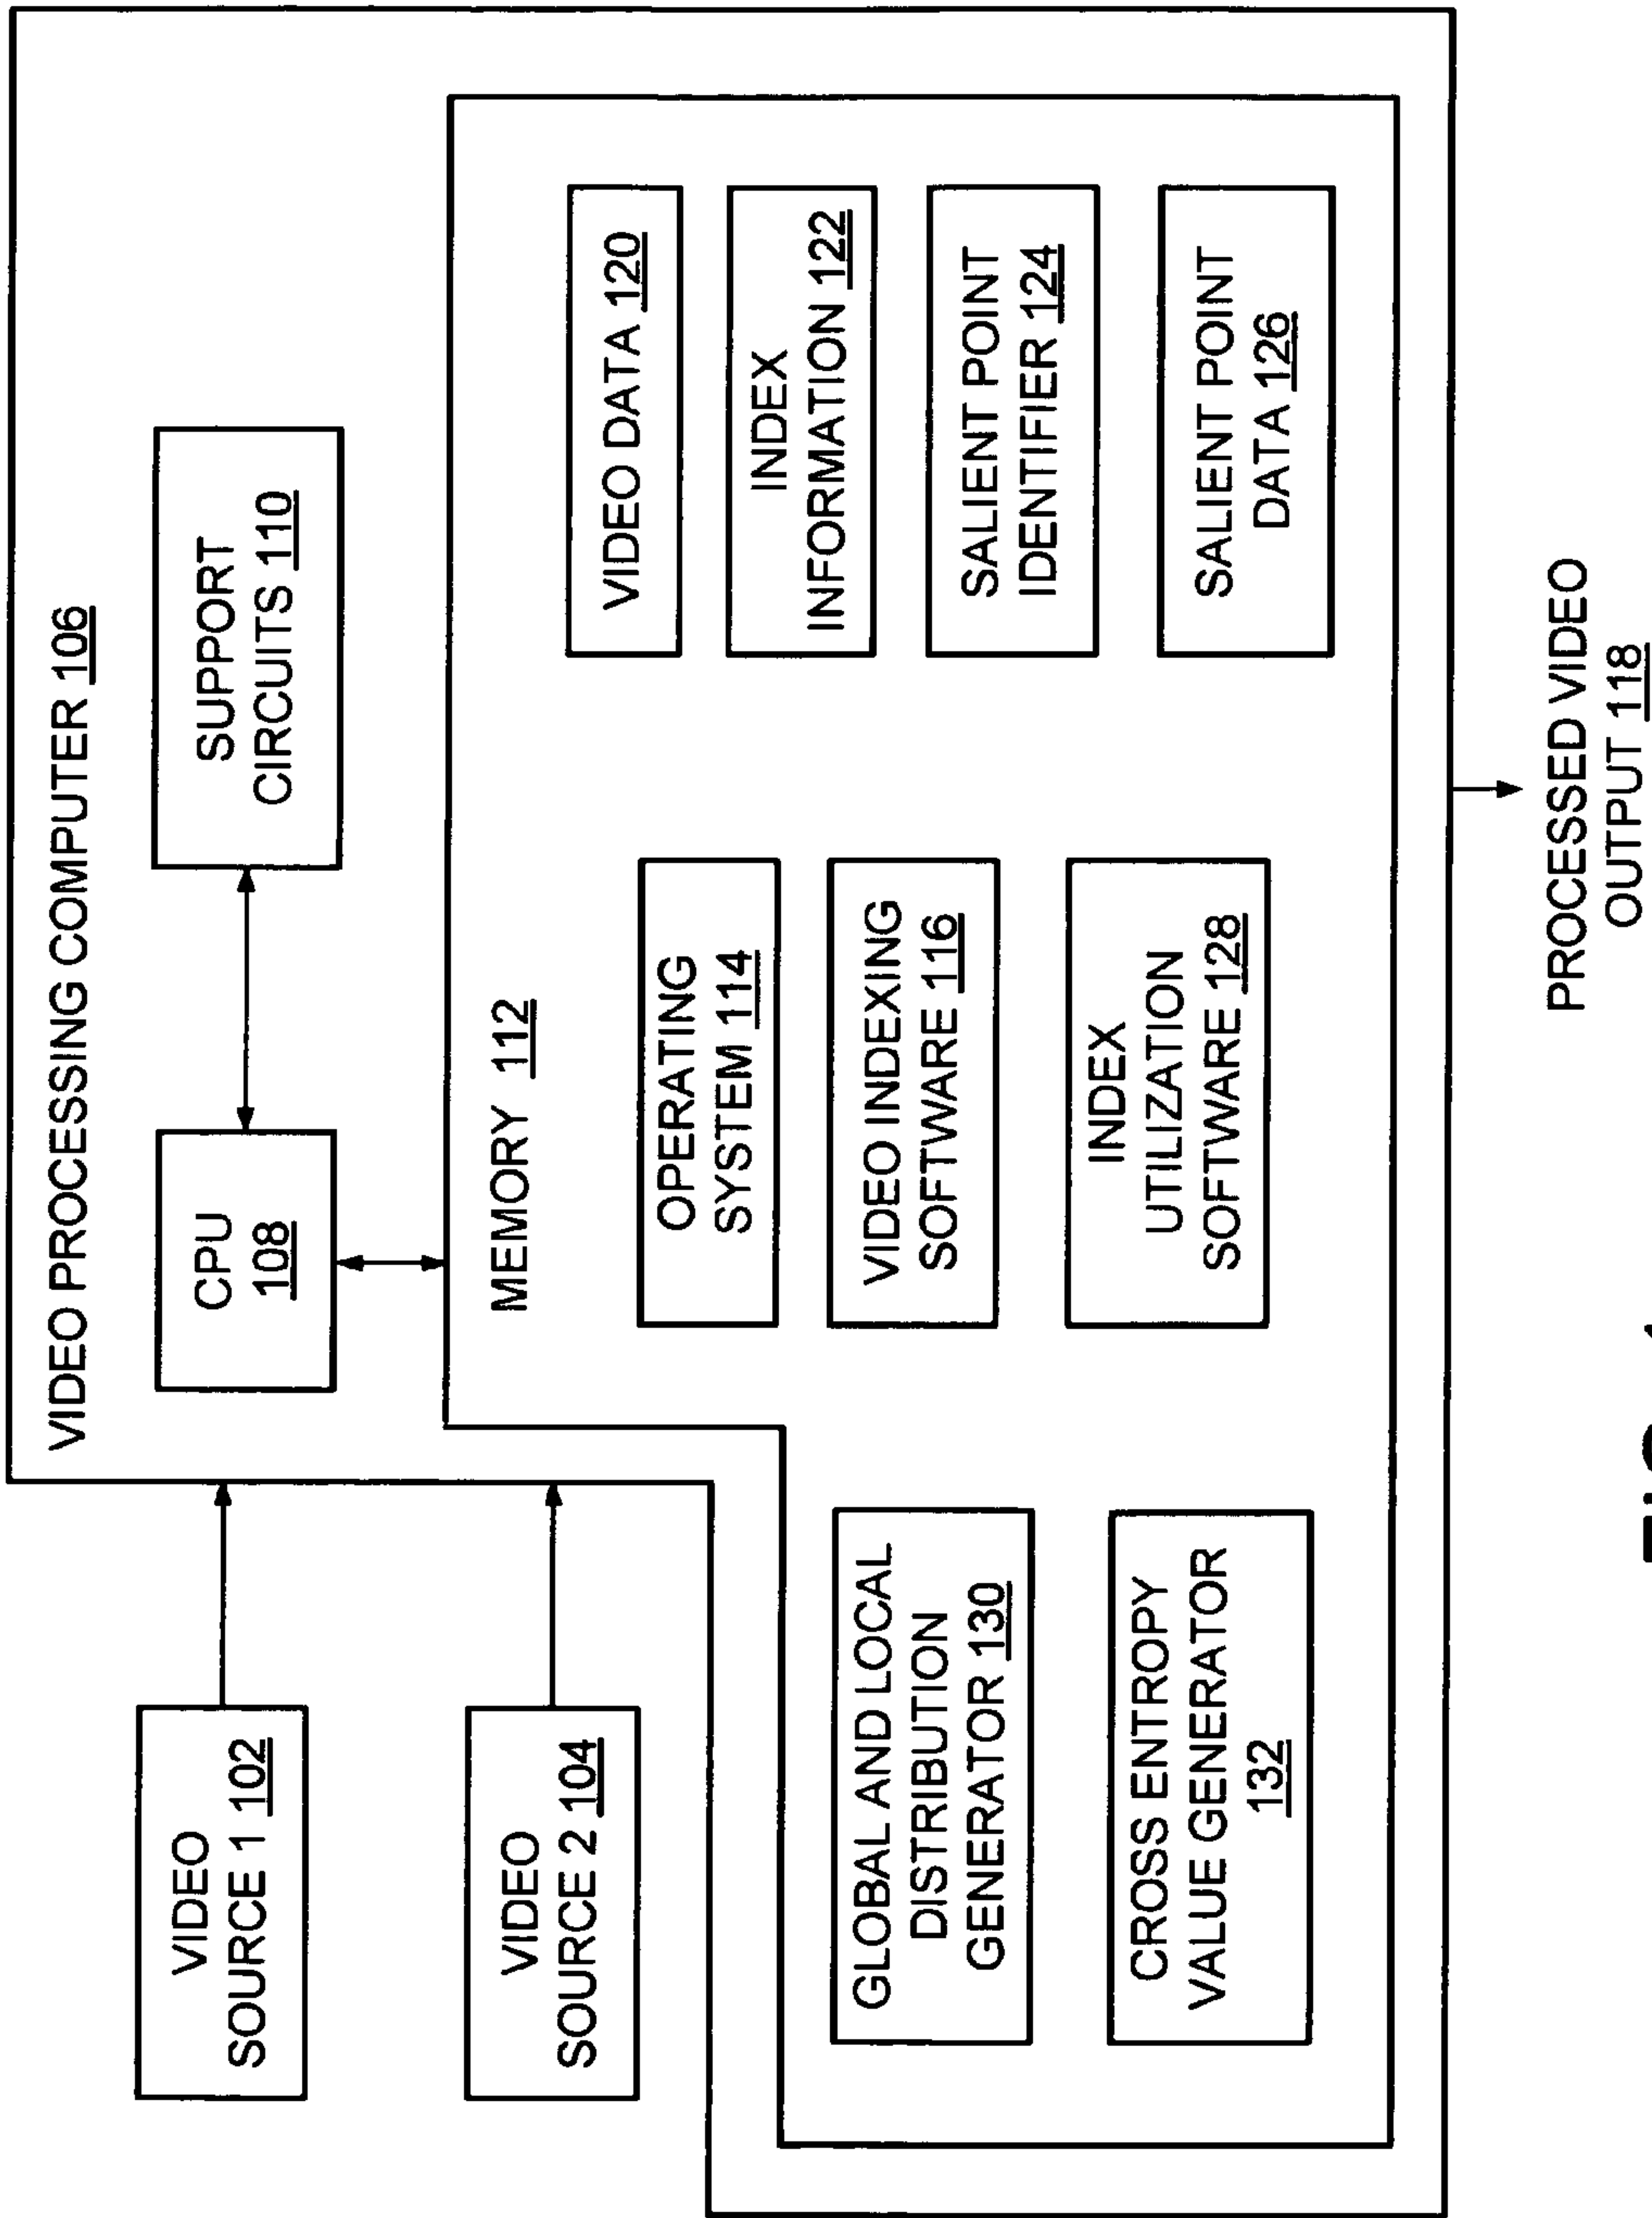 VIDEO PROCESSING COMPUTER 106
VIDEO
SOURCE 1 102
VIDEO
SOURCE 2 104
CPU
108
SUPPORT
CIRCUITS 110
MEMORY 112
GLOBAL AND LOCAL
DISTRIBUTION
GENERATOR 130
CROSS ENTROPY
VALUE GENERATOR
132
OPERATING
SYSTEM 114
VIDEO INDEXING
SOFTWARE 116
INDEX
UTILIZATION
SOFTWARE 128
VIDEO DATA 120
INDEX
INFORMATION 122
SALIENT POINT
IDENTIFIER 124
SALIENT POINT
DATA 126
PROCESSED VIDEO
OUTPUT 118